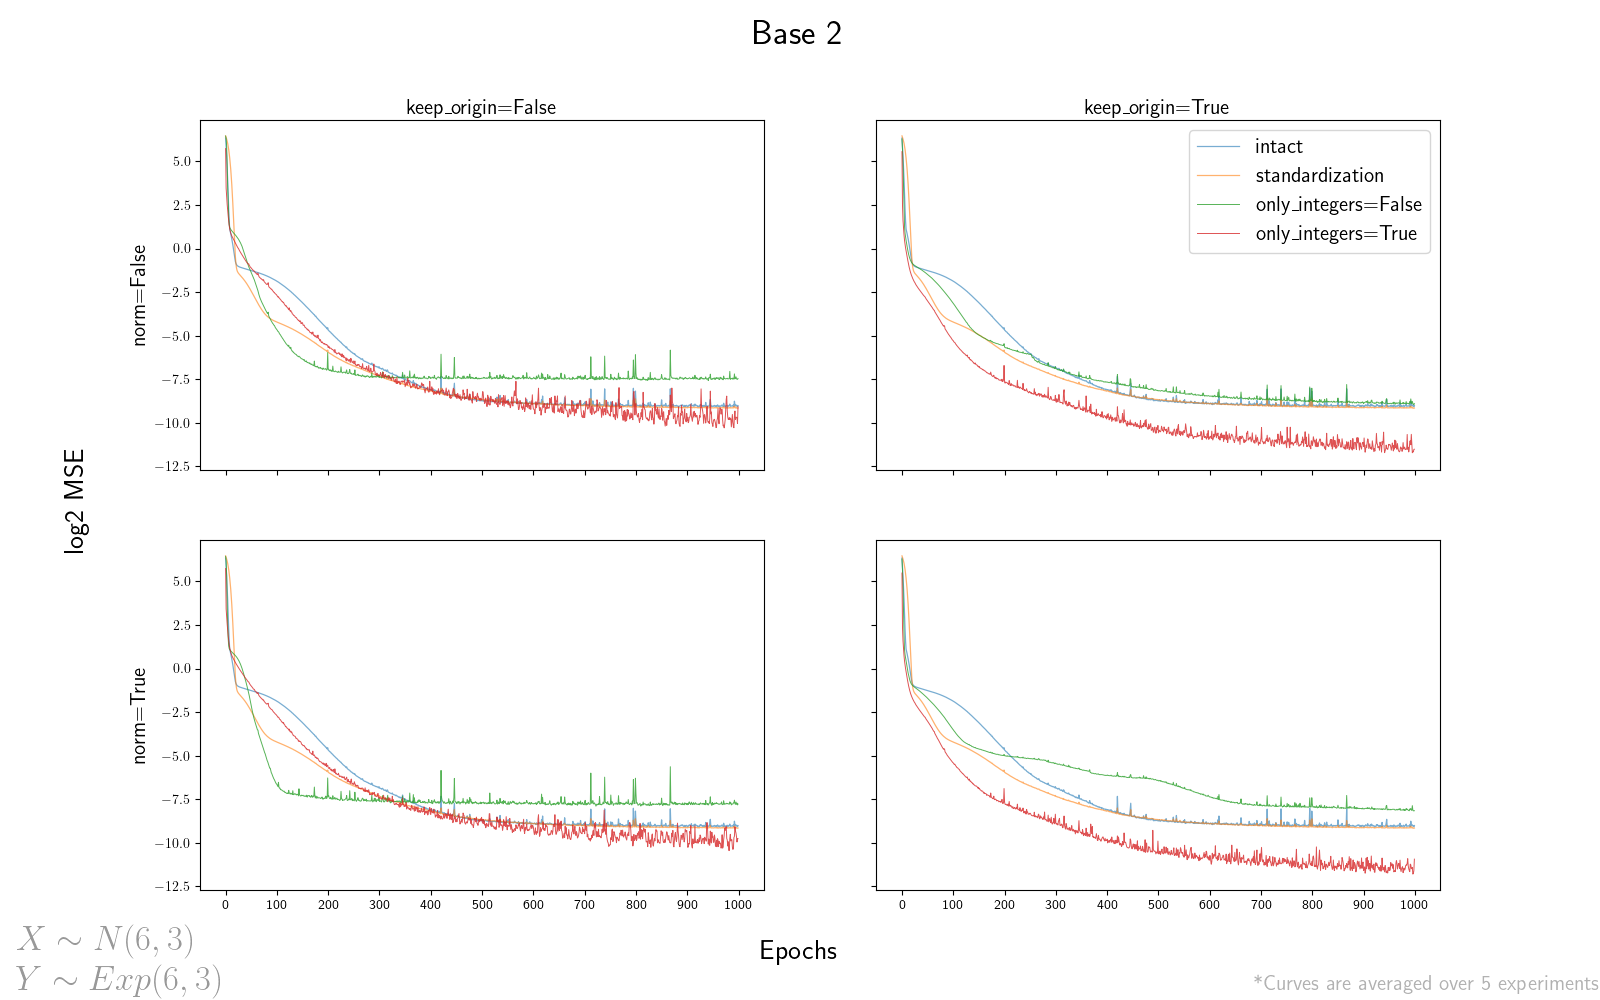 Base 2
keep_origin=False
keep_origin=True
norm=False
5.0
2.5
0.0
−2.5
−5.0
−7.5
−10.0
−12.5
intact
standardization
only_integers=False
only_integers=True
log2 MSE
norm=True
5.0
2.5
0.0
−2.5
−5.0
−7.5
−10.0
−12.5
0 100 200 300 400 500 600 700 800 900 1000
0 100 200 300 400 500 600 700 800 900 1000
Epochs
X ∼ N(6, 3)
Y ∼ Exp(6, 3)
*Curves are averaged over 5 experiments